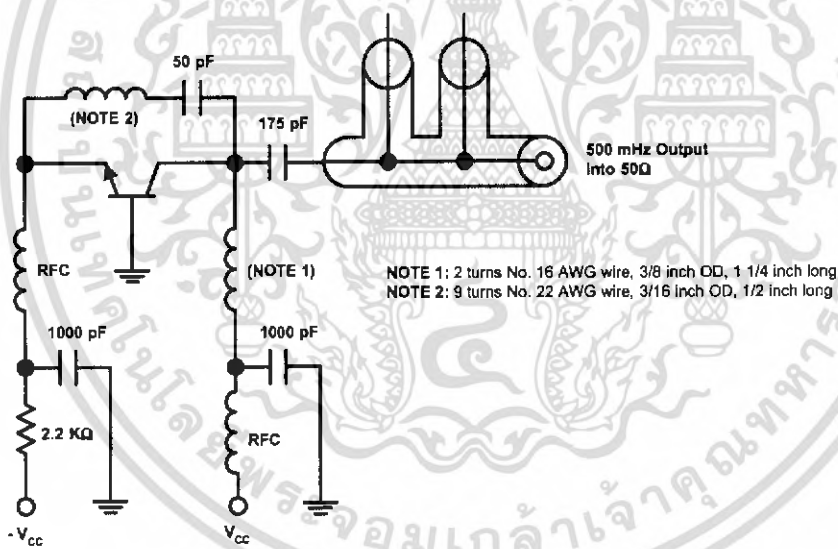 50 pF
(NOTE 2)
175 pF
500 mHz Output
Into 50Ω
RFC
(NOTE 1)
NOTE 1: 2 turns No. 16 AWG wire, 3/8 inch OD, 1 1/4 inch long
NOTE 2: 9 turns No. 22 AWG wire, 3/16 inch OD, 1/2 inch long
1000 pF
1000 pF
2.2 KΩ
RFC
- VCC
VCC